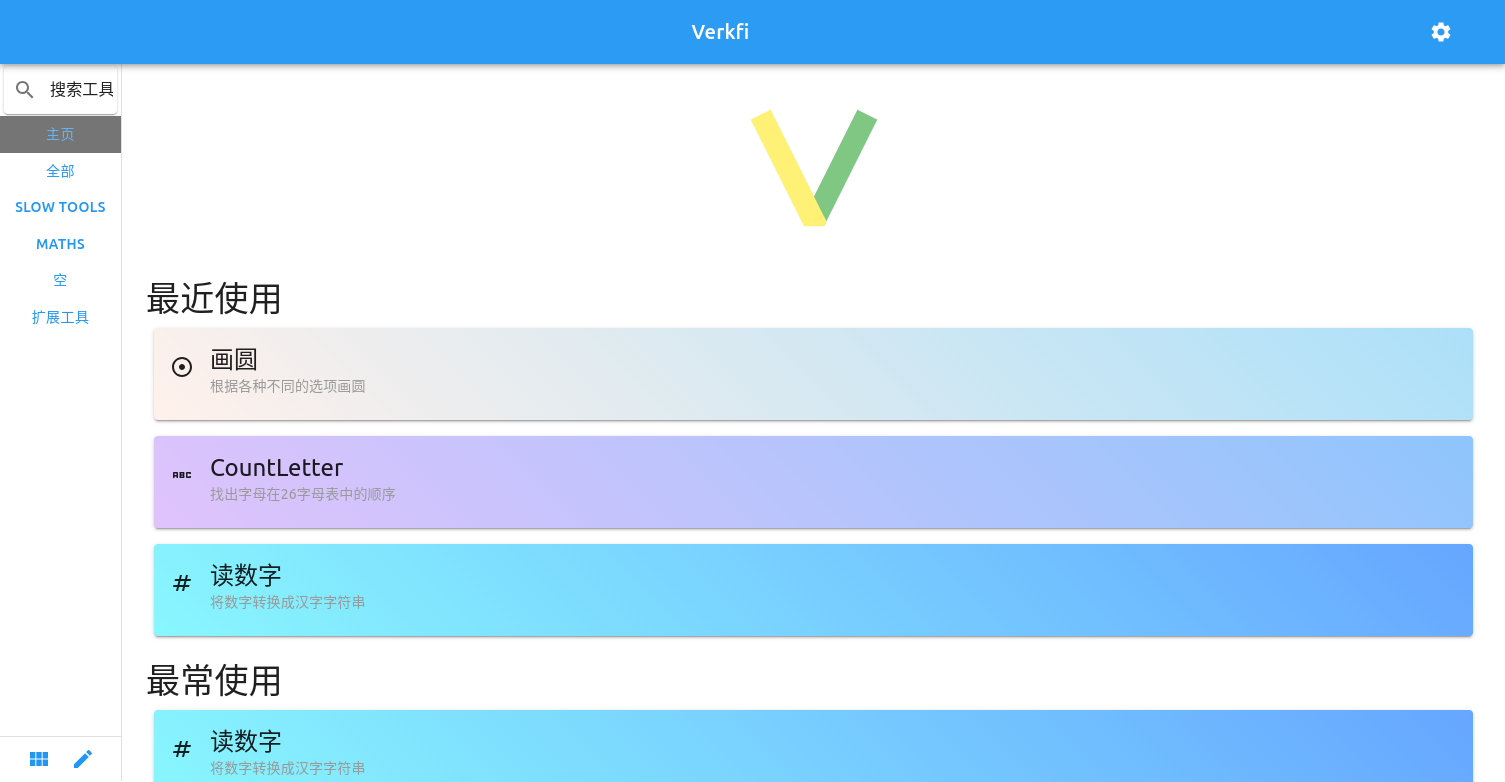 Verkfi
搜索工具
主页
全部
SLOW TOOLS
MATHS
空
扩展工具
最近使用
画圆
根据各种不同的选项画圆
ABC
CountLetter
找出字母在26字母表中的顺序
#
读数字
将数字转换成汉字字符串
最常使用
#
读数字
将数字转换成汉字字符串